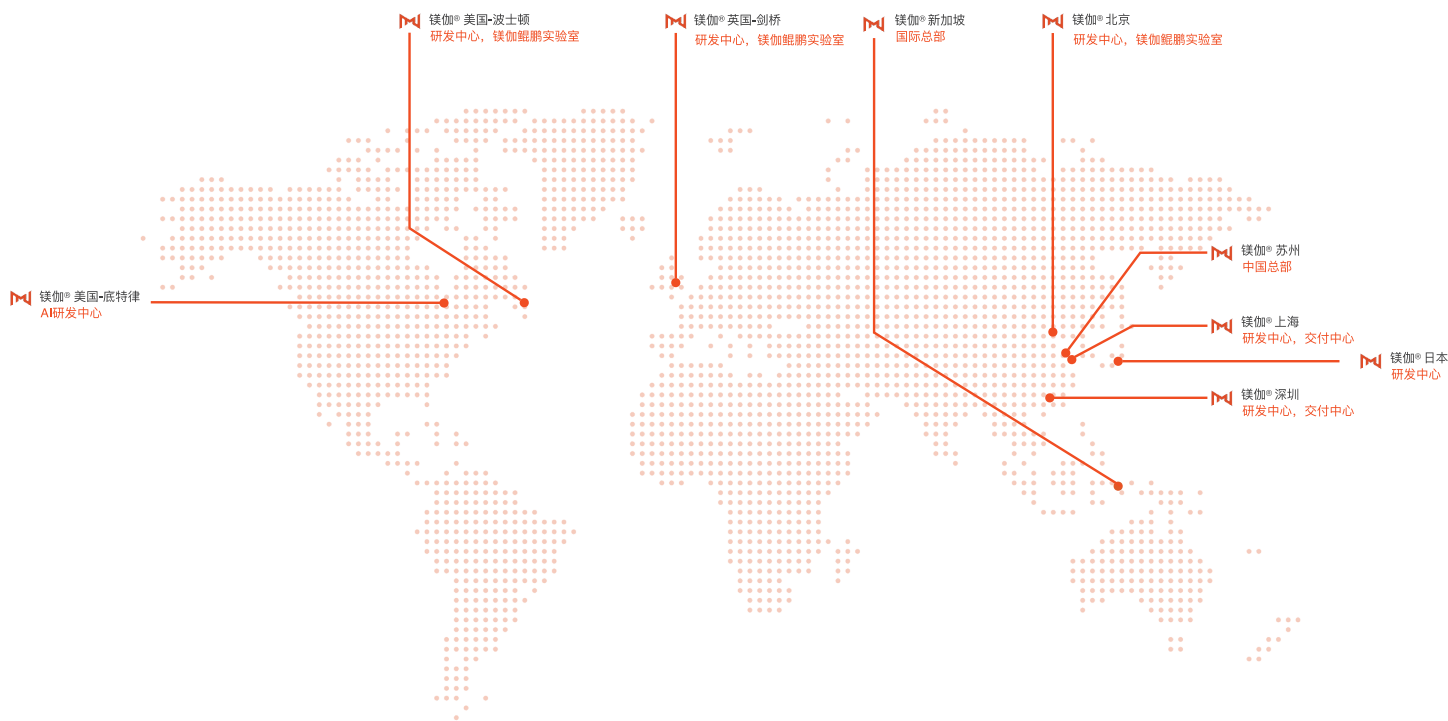 镁伽® 美国-波士顿
研发中心，镁伽鲲鹏实验室
镁伽® 英国-剑桥
研发中心，镁伽鲲鹏实验室
镁伽® 新加坡
国际总部
镁伽® 北京
研发中心，镁伽鲲鹏实验室
镁伽® 苏州
中国总部
镁伽® 美国-底特律
AI研发中心
镁伽® 上海
研发中心，交付中心
镁伽® 日本
研发中心
镁伽® 深圳
研发中心，交付中心